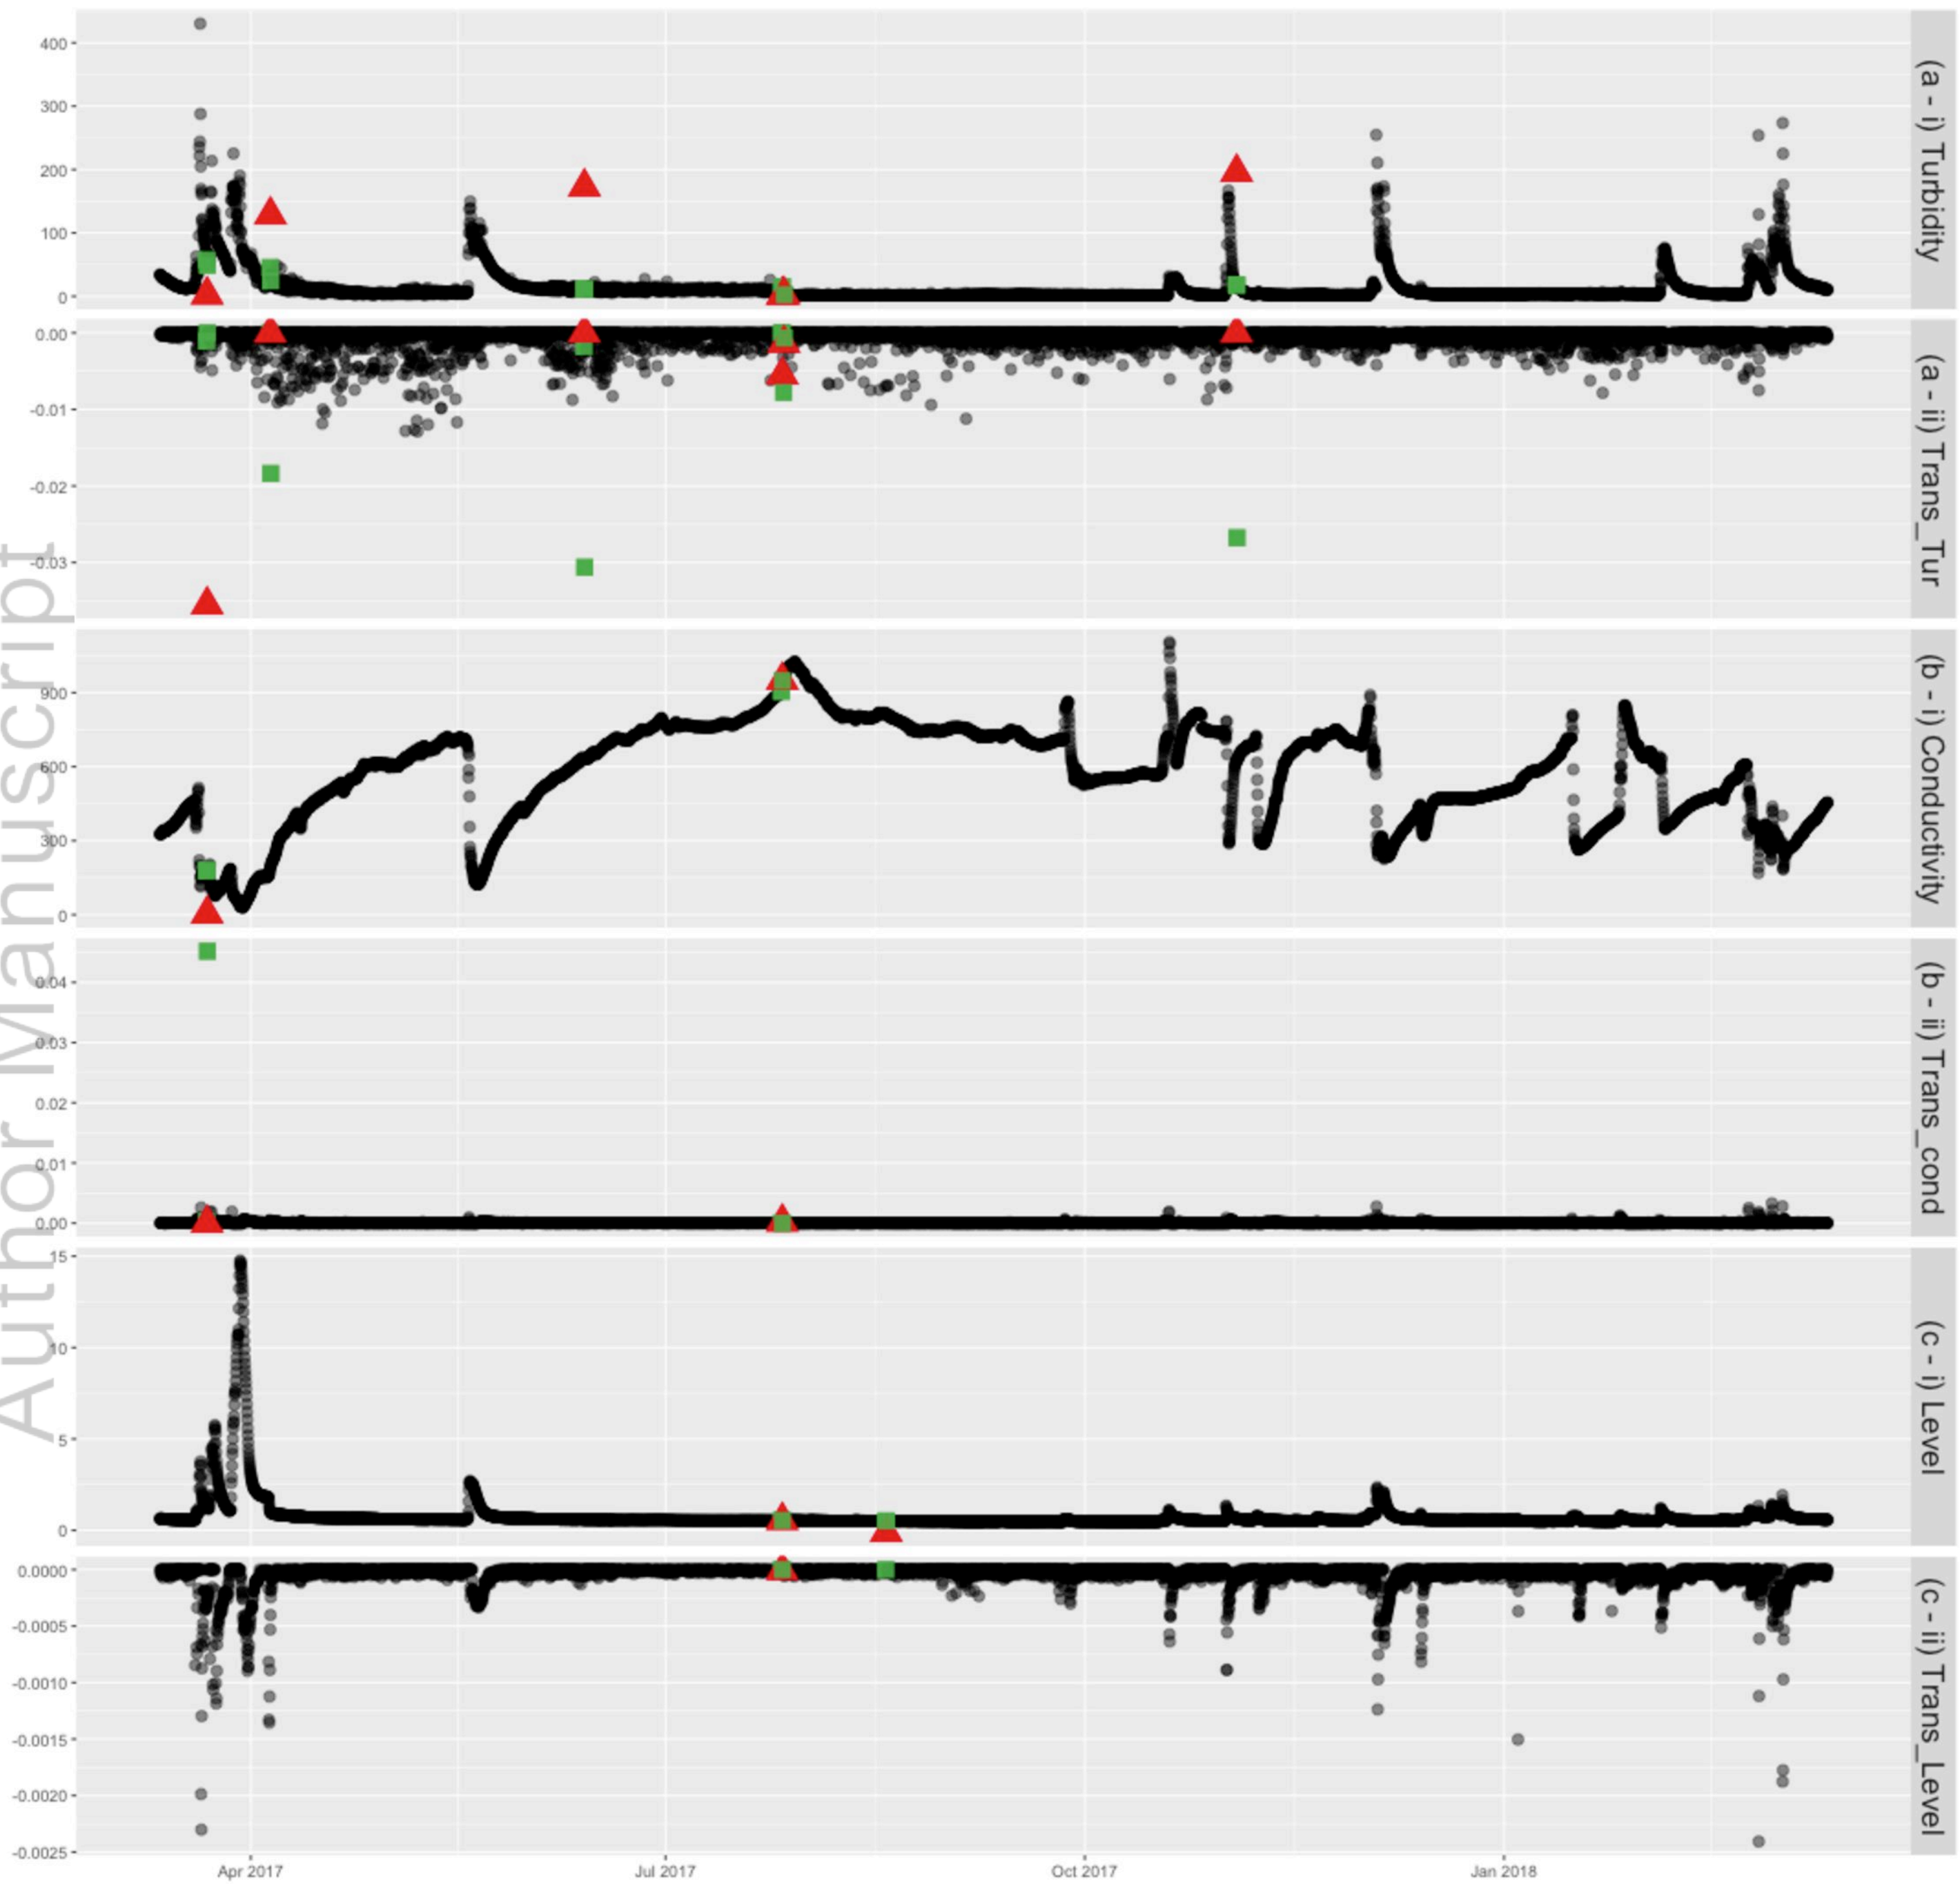 400
300
200
100
0
(a - i) Turbidity
0.00
-0.01
-0.02
-0.03
(a - ii) Trans_Tur
900
600
300
0
(b - i) Conductivity
0.04
0.03
0.02
0.01
0.00
(b - ii) Trans_cond
15
10
5
0
(c - i) Level
0.0000
-0.0005
-0.0010
-0.0015
-0.0020
-0.0025
(c - ii) Trans_Level
Apr 2017
Jul 2017
Oct 2017
Jan 2018
Author Manuscript